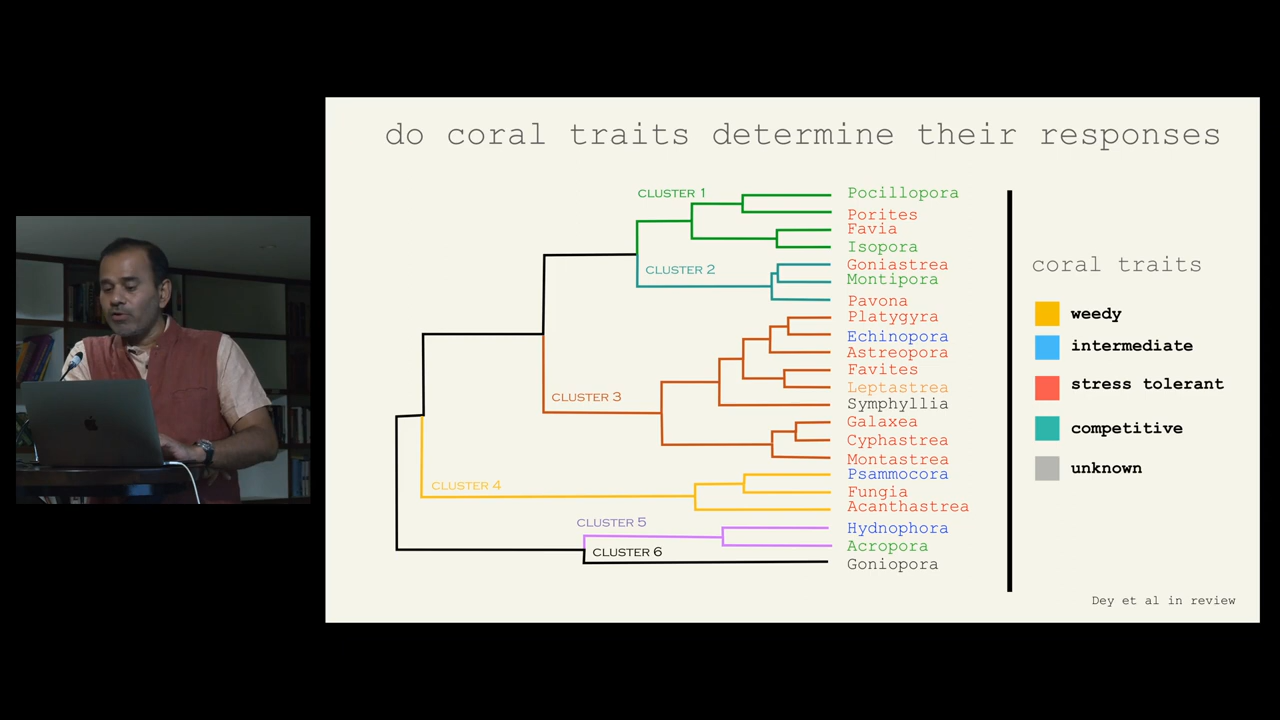 do coral traits determine their responses
CLUSTER 1
Pocillopora
Porites
Favia
Isopora
CLUSTER 2
Goniastrea
Montipora
Pavona
Platygyra
Echinopora
Astreopora
CLUSTER 3
Favites
Leptastrea
Symphyllia
Galaxea
Cyphastrea
Montastrea
CLUSTER 4
Psammocora
Fungia
Acanthastrea
CLUSTER 5
Hydnophora
CLUSTER 6
Acropora
Goniopora
coral traits
weedy
intermediate
stress tolerant
competitive
unknown
Dey et al in review